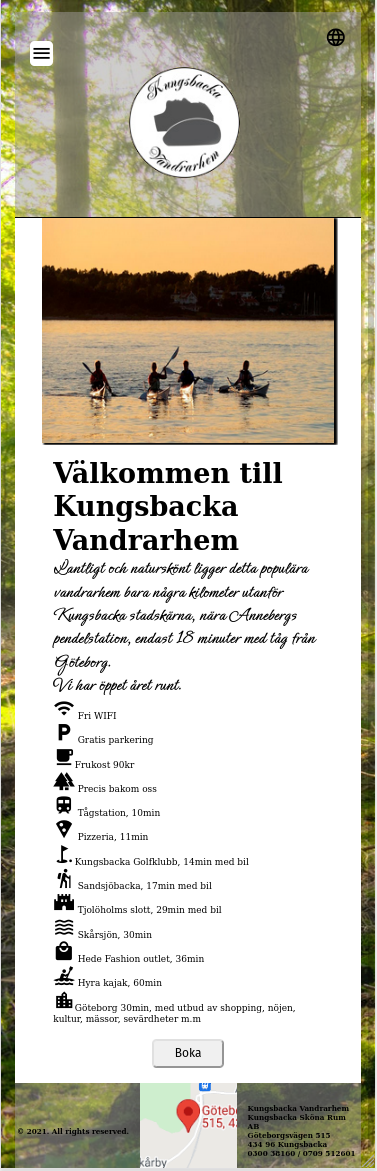 Kungsbacka
Vandrarhem
Välkommen till
Kungsbacka
Vandrarhem
Lantligt och naturskönt ligger detta populära
vandrarhem bara några kilometer utanför
Kungsbacka stadskärna, nära Annebergs
pendelstation, endast 18 minuter med tåg från
Göteborg.
Vi har öppet året runt.
Fri WIFI
P Gratis parkering
Frukost 90kr
Precis bakom oss
Tågstation, 10min
Pizzeria, 11min
Kungsbacka Golfklubb, 14min med bil
Sandsjöbacka, 17min med bil
Tjolöholms slott, 29min med bil
Skårsjön, 30min
Hede Fashion outlet, 36min
Hyra kajak, 60min
Göteborg 30min, med utbud av shopping, nöjen,
kultur, mässor, sevärdheter m.m
Boka
© 2021. All rights reserved.
Göteb
515, 43
kårby
Kungsbacka Vandrarhem
Kungsbacka Sköna Rum
AB
Göteborgsvägen 515
434 96 Kungsbacka
0300 38160 / 0709 512601